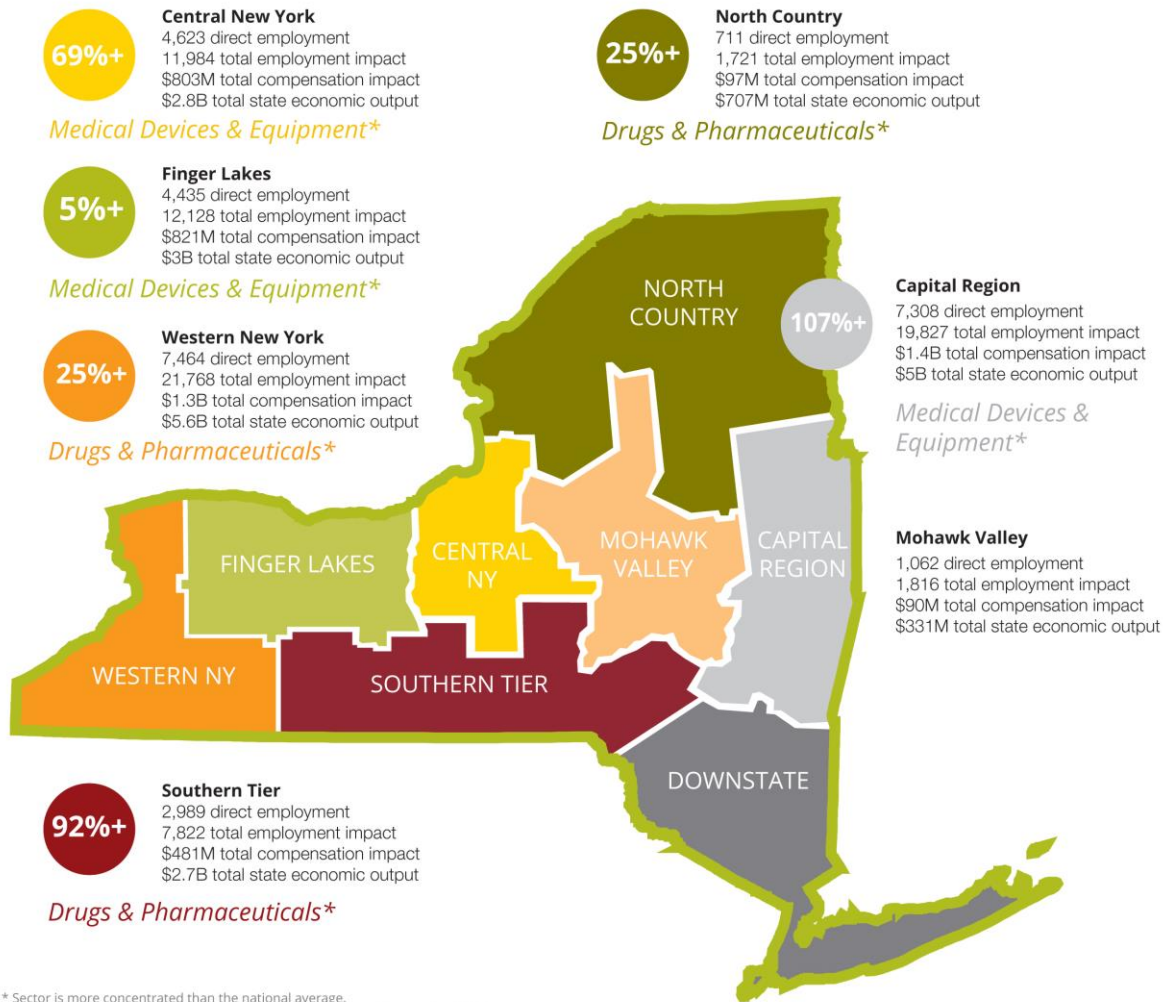 69%+
Central New York
4,623 direct employment
11,984 total employment impact
$803M total compensation impact
$2.8B total state economic output
Medical Devices & Equipment*
25%+
North Country
711 direct employment
1,721 total employment impact
$97M total compensation impact
$707M total state economic output
Drugs & Pharmaceuticals*
5%+
Finger Lakes
4,435 direct employment
12,128 total employment impact
$821M total compensation impact
$3B total state economic output
Medical Devices & Equipment*
25%+
Western New York
7,464 direct employment
21,768 total employment impact
$1.3B total compensation impact
$5.6B total state economic output
Drugs & Pharmaceuticals*
107%+
Capital Region
7,308 direct employment
19,827 total employment impact
$1.4B total compensation impact
$5B total state economic output
Medical Devices &
Equipment*
NORTH
COUNTRY
FINGER LAKES
CENTRAL
NY
MOHAWK
VALLEY
CAPITAL
REGION
WESTERN NY
SOUTHERN TIER
DOWNSTATE
Mohawk Valley
1,062 direct employment
1,816 total employment impact
$90M total compensation impact
$331M total state economic output
92%+
Southern Tier
2,989 direct employment
7,822 total employment impact
$481M total compensation impact
$2.7B total state economic output
Drugs & Pharmaceuticals*
* Sector is more concentrated than the national average.